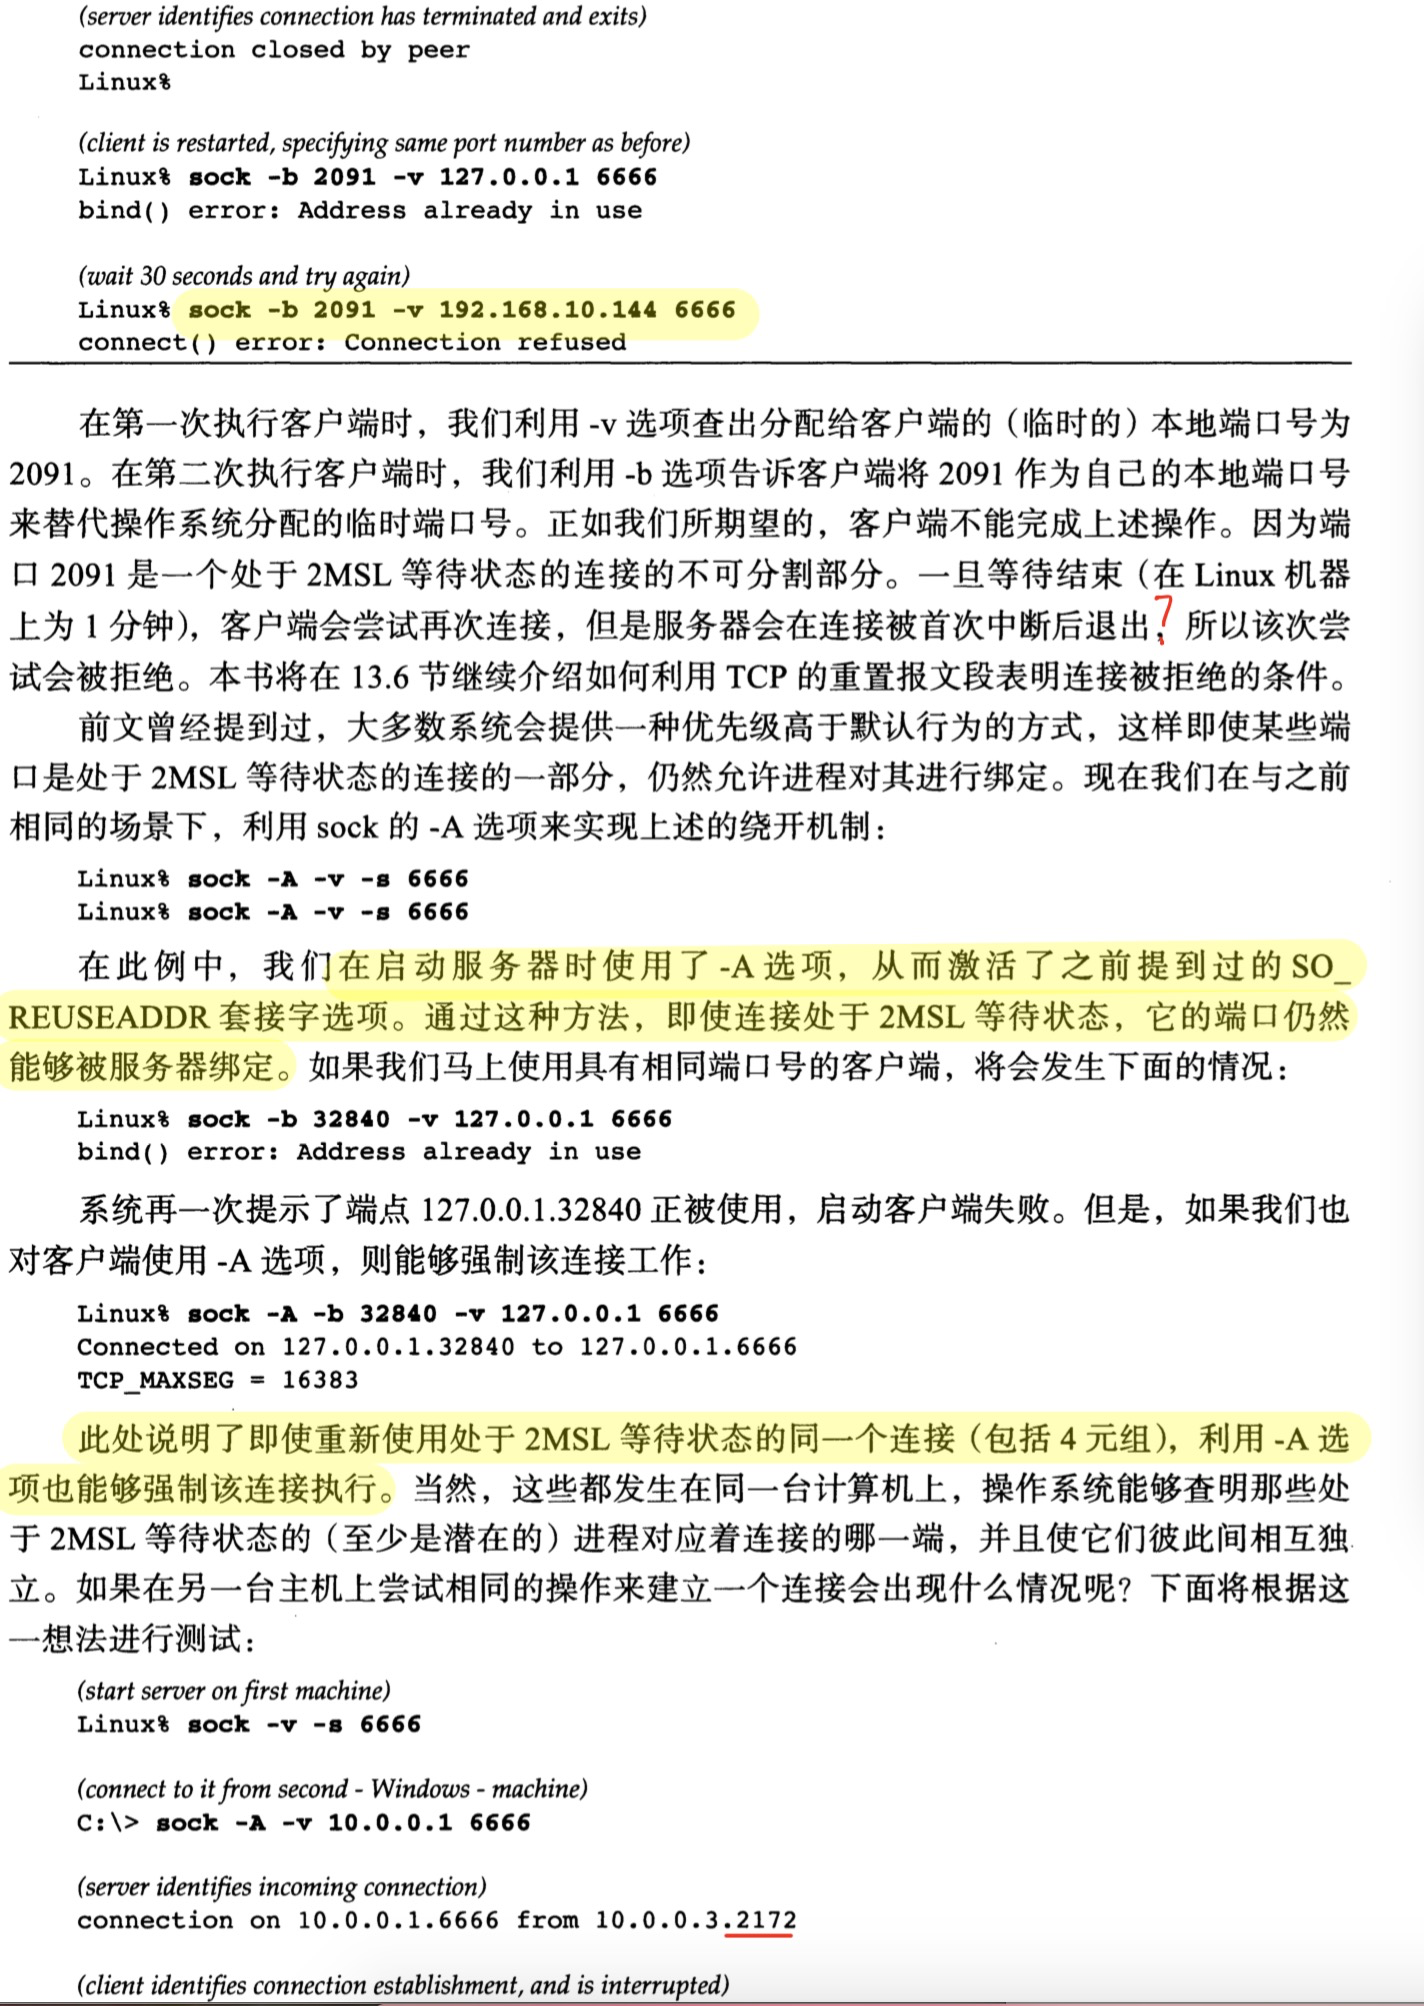 (server identifies connection has terminated and exits)
connection closed by peer
Linux%
(client is restarted, specifying same port number as before)
Linux% sock -b 2091 -v 127.0.0.1 6666
bind() error: Address already in use
(wait 30 seconds and try again)
Linux% sock -b 2091 -v 192.168.10.144 6666
connect() error: Connection refused
在第一次执行客户端时，我们利用 -v 选项查出分配给客户端的（临时的）本地端口号为
2091。在第二次执行客户端时，我们利用 -b 选项告诉客户端将 2091 作为自己的本地端口号
来替代操作系统分配的临时端口号。正如我们所期望的，客户端不能完成上述操作。因为端
口 2091 是一个处于 2MSL 等待状态的连接的不可分割部分。一旦等待结束（在 Linux 机器
上为 1 分钟），客户端会尝试再次连接，但是服务器会在连接被首次中断后退出，? 所以该次尝
试会被拒绝。本书将在 13.6 节继续介绍如何利用 TCP 的重置报文段表明连接被拒绝的条件。
前文曾经提到过，大多数系统会提供一种优先级高于默认行为的方式，这样即使某些端
口是处于 2MSL 等待状态的连接的一部分，仍然允许进程对其进行绑定。现在我们在与之前
相同的场景下，利用 sock 的 -A 选项来实现上述的绕开机制：
Linux% sock -A -v -s 6666
Linux% sock -A -v -s 6666
在此例中，我们在启动服务器时使用了 -A 选项，从而激活了之前提到过的 SO_
REUSEADDR 套接字选项。通过这种方法，即使连接处于 2MSL 等待状态，它的端口仍然
能够被服务器绑定。如果我们马上使用具有相同端口号的客户端，将会发生下面的情况：
Linux% sock -b 32840 -v 127.0.0.1 6666
bind() error: Address already in use
系统再一次提示了端点 127.0.0.1.32840 正被使用，启动客户端失败。但是，如果我们也
对客户端使用 -A 选项，则能够强制该连接工作：
Linux% sock -A -b 32840 -v 127.0.0.1 6666
Connected on 127.0.0.1.32840 to 127.0.0.1.6666
TCP_MAXSEG = 16383
此处说明了即使重新使用处于 2MSL 等待状态的同一个连接（包括 4 元组），利用 -A 选
项也能够强制该连接执行。当然，这些都发生在同一台计算机上，操作系统能够查明那些处
于 2MSL 等待状态的（至少是潜在的）进程对应着连接的哪一端，并且使它们彼此间相互独
立。如果在另一台主机上尝试相同的操作来建立一个连接会出现什么情况呢？下面将根据这
一想法进行测试：
(start server on first machine)
Linux% sock -v -s 6666
(connect to it from second - Windows - machine)
C:\> sock -A -v 10.0.0.1 6666
(server identifies incoming connection)
connection on 10.0.0.1.6666 from 10.0.0.3.2172
(client identifies connection establishment, and is interrupted)